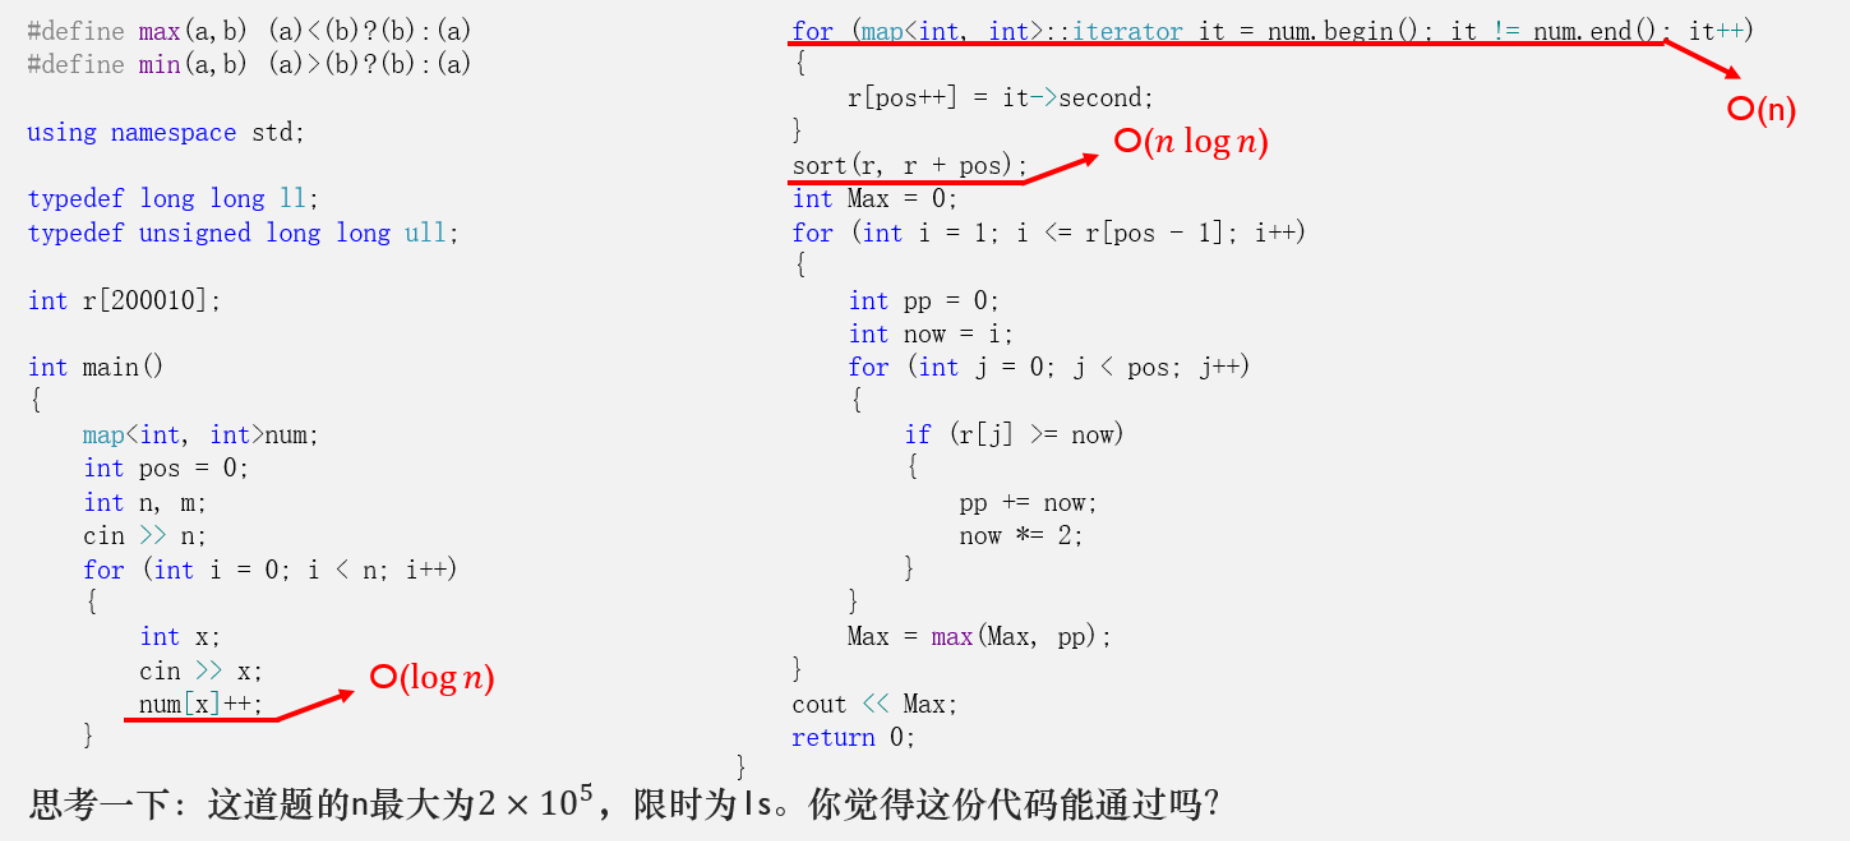 #define max(a,b) (a)<(b)?(b):(a)
#define min(a,b) (a)>(b)?(b):(a)
using namespace std;
typedef long long ll;
typedef unsigned long long ull;
int r[200010];
int main()
{
map<int, int>num;
int pos = 0;
int n, m;
cin >> n;
for (int i = 0; i < n; i++)
{
int x;
cin >> x;
num[x]++;
O(log n)
}
for (map<int, int>::iterator it = num.begin(); it != num.end(); it++)
O(n)
{
r[pos++] = it->second;
}
sort(r, r + pos);
O(n log n)
int Max = 0;
for (int i = 1; i <= r[pos - 1]; i++)
{
int pp = 0;
int now = i;
for (int j = 0; j < pos; j++)
{
if (r[j] >= now)
{
pp += now;
now *= 2;
}
}
Max = max(Max, pp);
}
cout << Max;
return 0;
}
思考一下：这道题的n最大为2 × 10⁵，限时为1s。你觉得这份代码能通过吗？